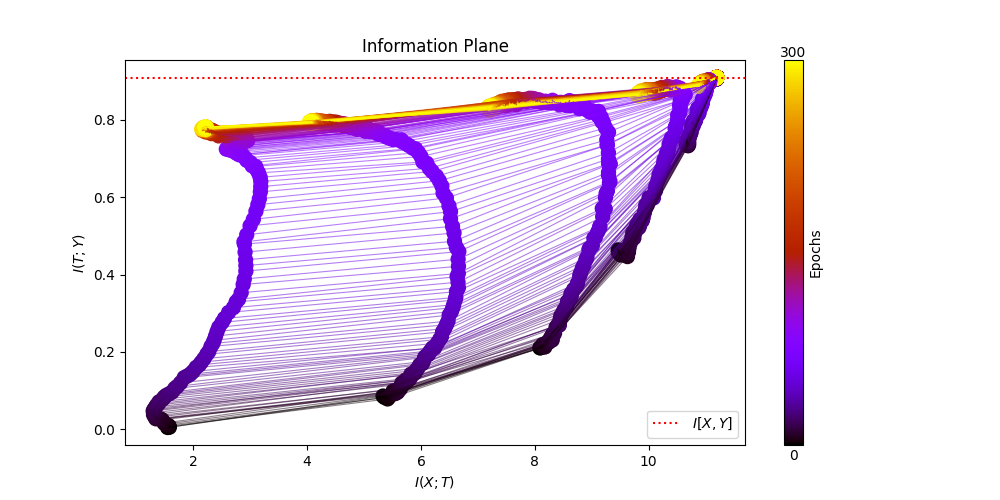 Information Plane
300
0.8
0.6
0.4
0.2
0.0
I(T; Y)
Epochs
I[X, Y]
2
4
6
8
10
0
I(X; T)